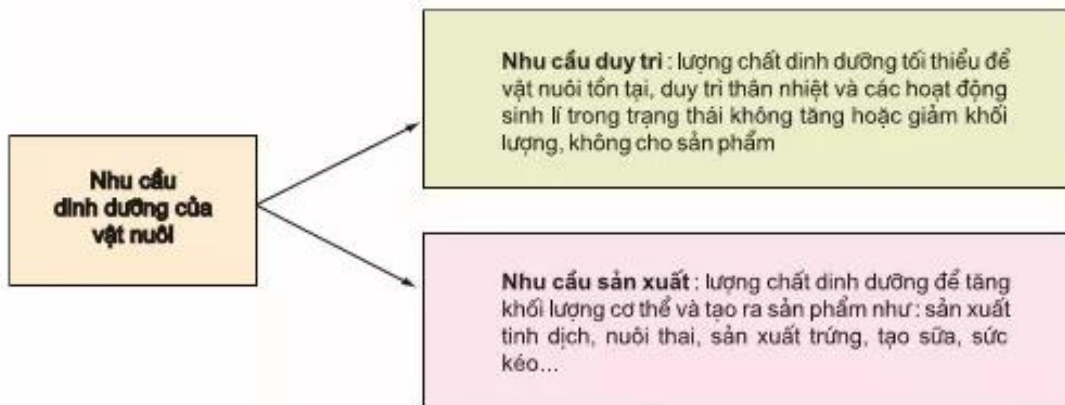 Nhu cầu
dinh dưỡng của
vật nuôi
Nhu cầu duy trì : lượng chất dinh dưỡng tối thiểu để
vật nuôi tồn tại, duy trì thân nhiệt và các hoạt động
sinh lí trong trạng thái không tăng hoặc giảm khối
lượng, không cho sản phẩm
Nhu cầu sản xuất : lượng chất dinh dưỡng để tăng
khối lượng cơ thể và tạo ra sản phẩm như : sản xuất
tinh dịch, nuôi thai, sản xuất trứng, tạo sữa, sức
kéo...